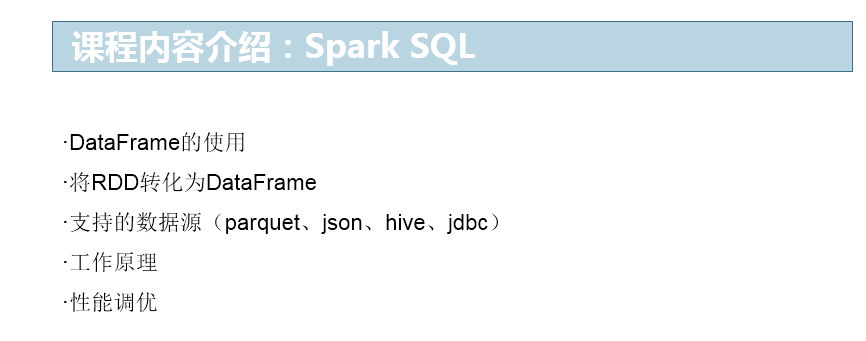 课程内容介绍：Spark SQL
·DataFrame的使用
·将RDD转化为DataFrame
·支持的数据源（parquet、json、hive、jdbc）
·工作原理
·性能调优